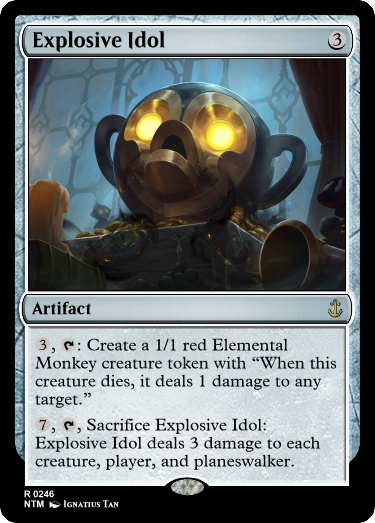 Explosive Idol 3
Artifact
3, T: Create a 1/1 red Elemental
Monkey creature token with “When this
creature dies, it deals 1 damage to any
target.”
7, T, Sacrifice Explosive Idol:
Explosive Idol deals 3 damage to each
creature, player, and planeswalker.
R 0246
NTM Ignatius Tan